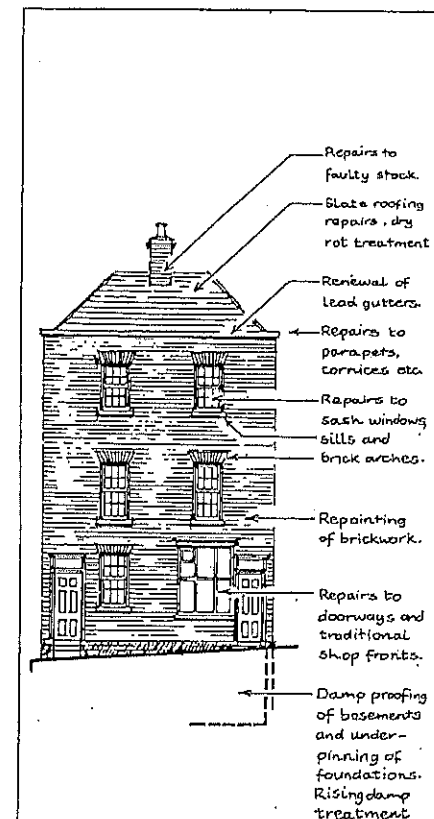 Repairs to
faulty stack.
Slate roofing
repairs, dry
rot treatment
Renewal of
lead gutters.
Repairs to
parapets,
cornices etc
Repairs to
sash windows,
sills and
brick arches.
Repointing
of brickwork.
Repairs to
doorways and
traditional
shop fronts.
Damp proofing
of basements
and under-
pinning of
foundations.
Rising damp
treatment